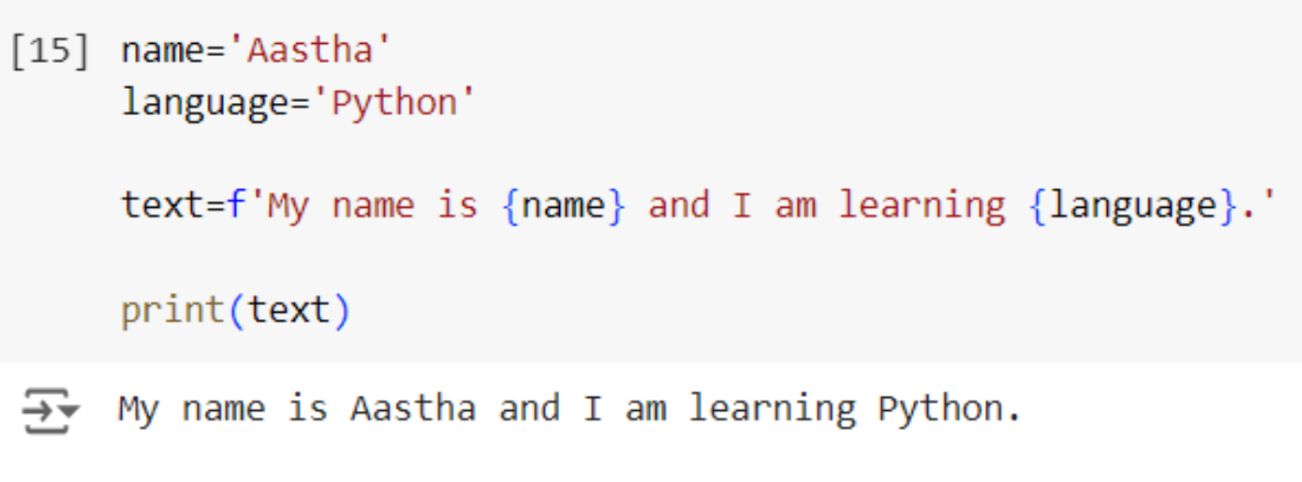 [15] name='Aastha'
language='Python'
text=f'My name is {name} and I am learning {language}.'
print(text)
My name is Aastha and I am learning Python.